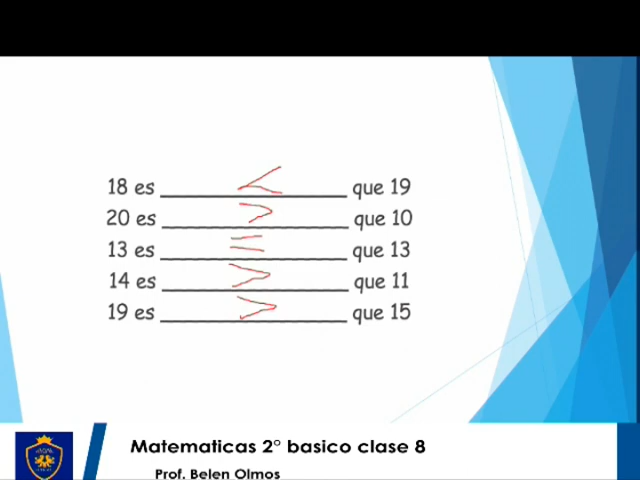 18 es < que 19
20 es > que 10
13 es = que 13
14 es > que 11
19 es > que 15
Matematicas 2° basico clase 8
Prof. Belen Olmos